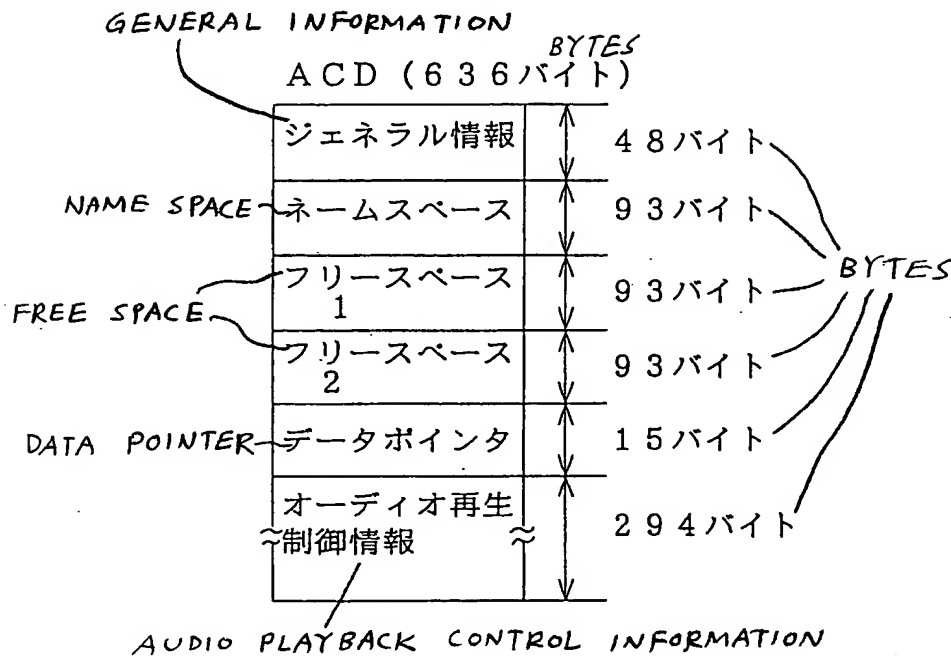 GENERAL INFORMATION
BYTES
ACD (636バイト)
ジェネラル情報
48バイト
NAME SPACE
ネームスペース
93バイト
BYTES
フリースペース
1
93バイト
FREE SPACE
フリースペース
2
93バイト
DATA POINTER
データポインタ
15バイト
オーディオ再生
制御情報
294バイト
AUDIO PLAYBACK CONTROL INFORMATION